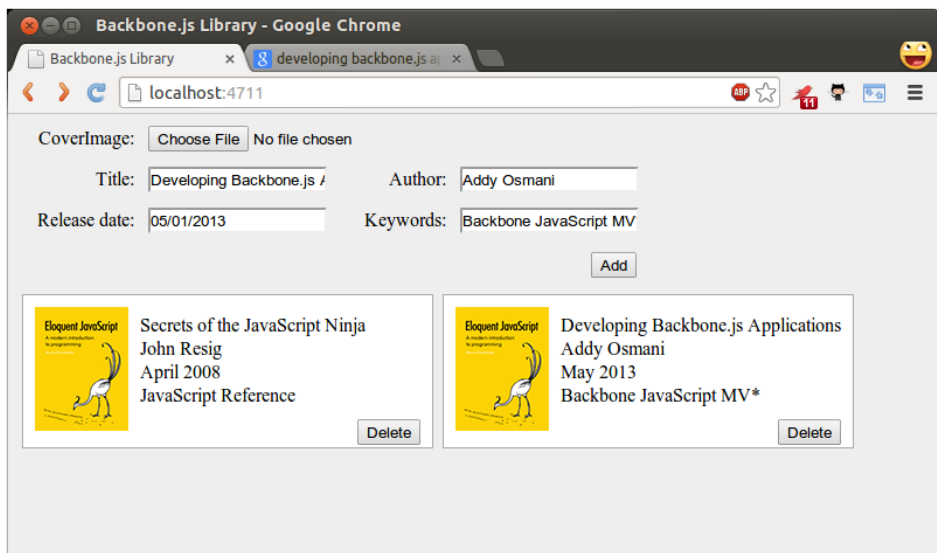 Backbone.js Library - Google Chrome
Backbone.js Library × 8 developing backbone.js a ×
localhost:4711 ABP 11
CoverImage: Choose File No file chosen
Title: Developing Backbone.js A Author: Addy Osmani
Release date: 05/01/2013 Keywords: Backbone JavaScript MV
Add
Eloquent JavaScript
A modern introduction
to programming
Secrets of the JavaScript Ninja
John Resig
April 2008
JavaScript Reference
Delete
Eloquent JavaScript
A modern introduction
to programming
Developing Backbone.js Applications
Addy Osmani
May 2013
Backbone JavaScript MV*
Delete